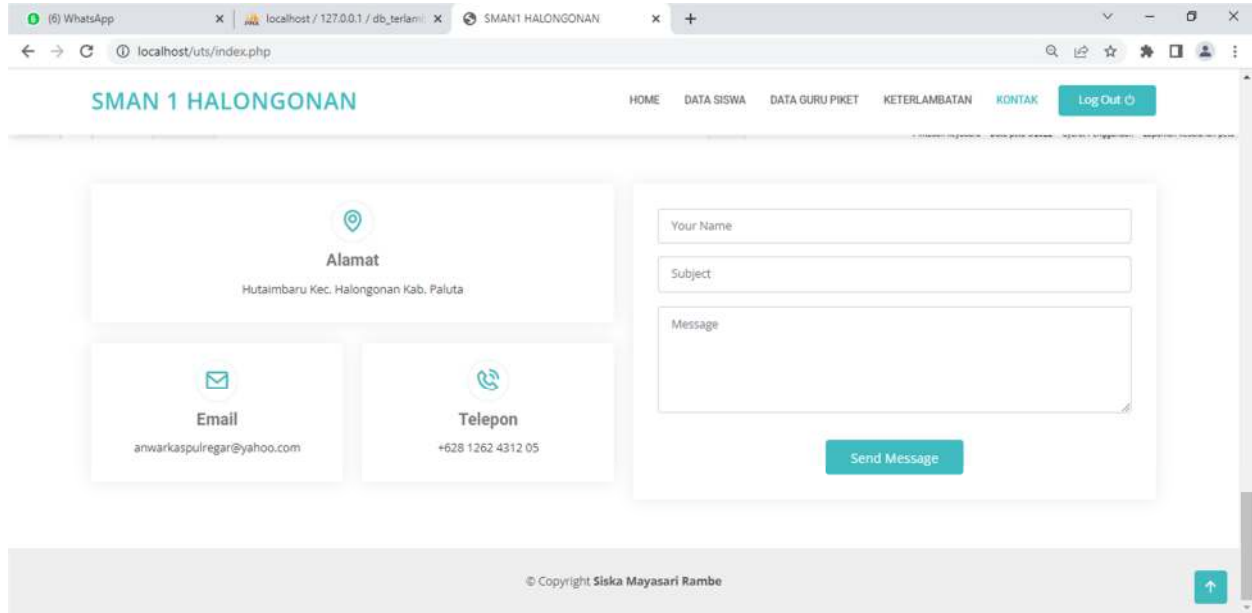 (6) WhatsApp
localhost / 127.0.0.1 / db_terlam
SMAN1 HALONGONAN
localhost/uts/index.php
SMAN 1 HALONGONAN
HOME DATA SISWA DATA GURU PIKET KETERLAMBATAN KONTAK Log Out
Alamat
Hutaimbaru Kec. Halongonan Kab. Paluta
Email
anwarkaspulregar@yahoo.com
Telepon
+628 1262 4312 05
Your Name
Subject
Message
Send Message
© Copyright Siska Mayasari Rambe